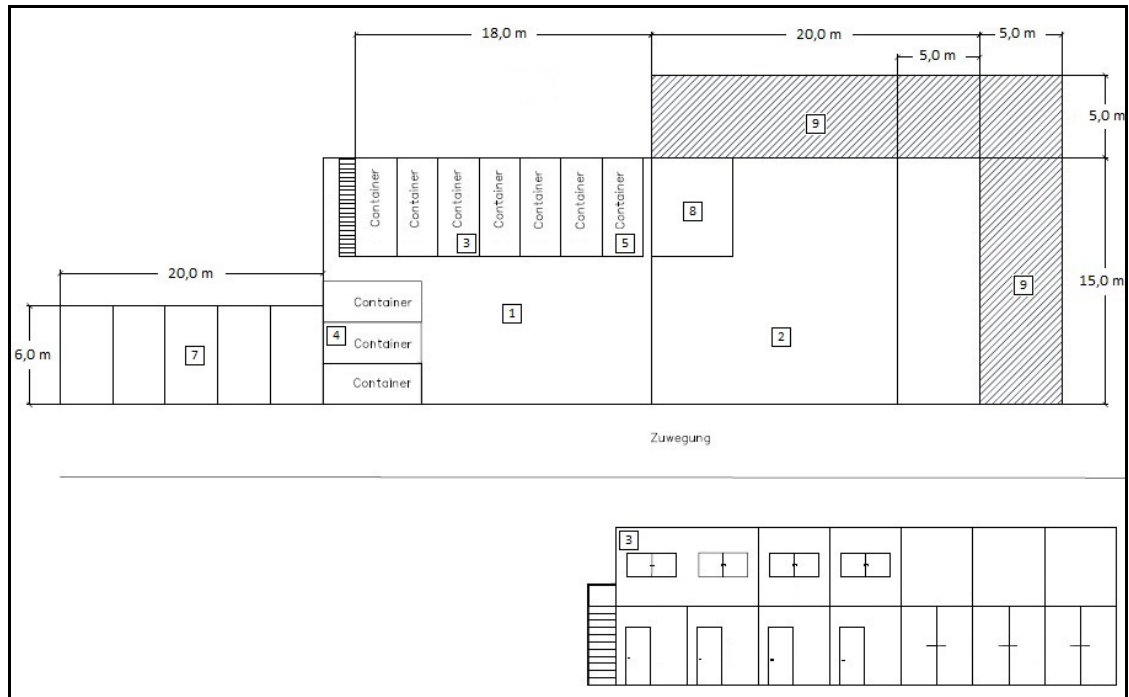 18,0 m
20,0 m
5,0 m
5,0 m
5,0 m
9
Container
Container
Container
Container
Container
Container
Container
8
3
5
20,0 m
15,0 m
9
Container
1
4
Container
2
6,0 m
7
Container
Zuwegung
3